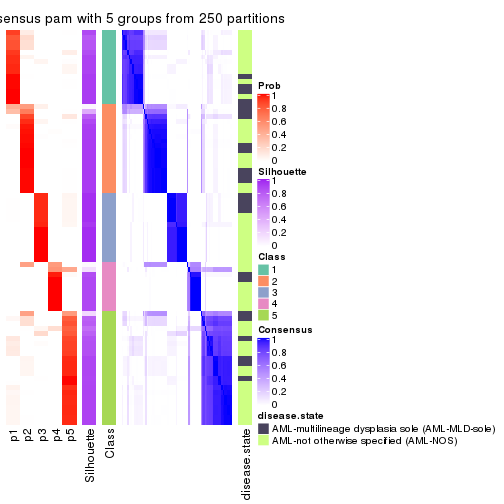 sensus pam with 5 groups from 250 partitions
Prob
1
0.8
0.6
0.4
0.2
0
Silhouette
1
0.8
0.6
0.4
0.2
0
Class
1
2
3
4
5
Consensus
1
0.8
0.6
0.4
0.2
0
disease.state
AML-multilineage dysplasia sole (AML-MLD-sole)
AML-not otherwise specified (AML-NOS)
p1
p2
p3
p4
p5
Silhouette
Class
disease.state